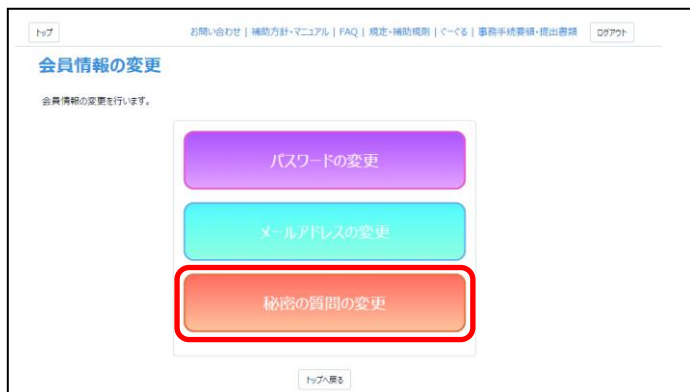 トップ
お問い合わせ | 補助方針・マニュアル | FAQ | 規定・補助規則 | ぐーぐる | 事務手続要領・提出書類 ログアウト
会員情報の変更
会員情報の変更を行います。
パスワードの変更
メールアドレスの変更
秘密の質問の変更
トップへ戻る